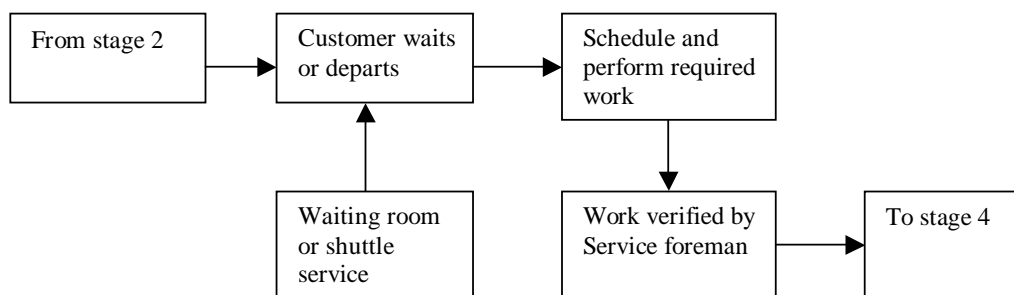 From stage 2
Customer waits
or departs
Schedule and
perform required
work
Waiting room
or shuttle
service
Work verified by
Service foreman
To stage 4